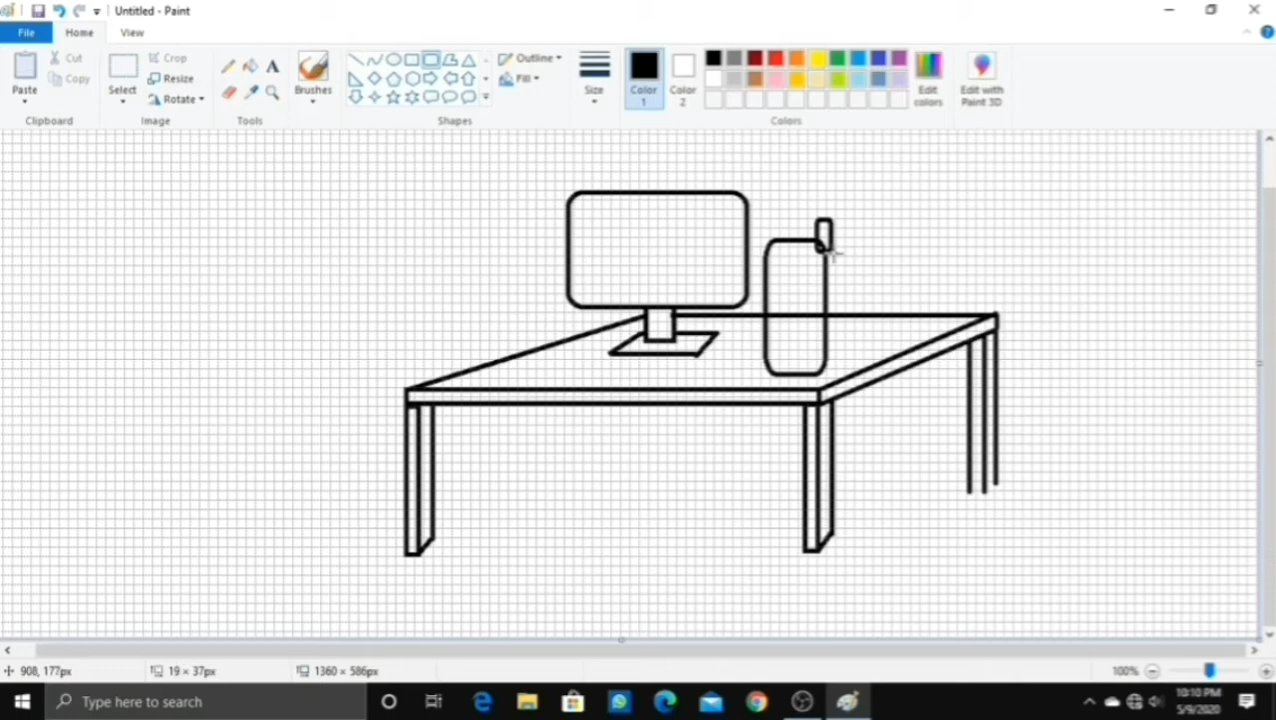 Untitled - Paint
File Home View
Paste
Cut
Copy
Clipboard
Select
Crop
Resize
Rotate
Image
Tools
Brushes
Shapes
Outline
Fill
Size
Color 1
Color 2
Colors
Edit colors
Edit with Paint 3D
908, 177px
19 × 37px
1360 × 586px
100%
Type here to search
10:10 PM
5/9/2020